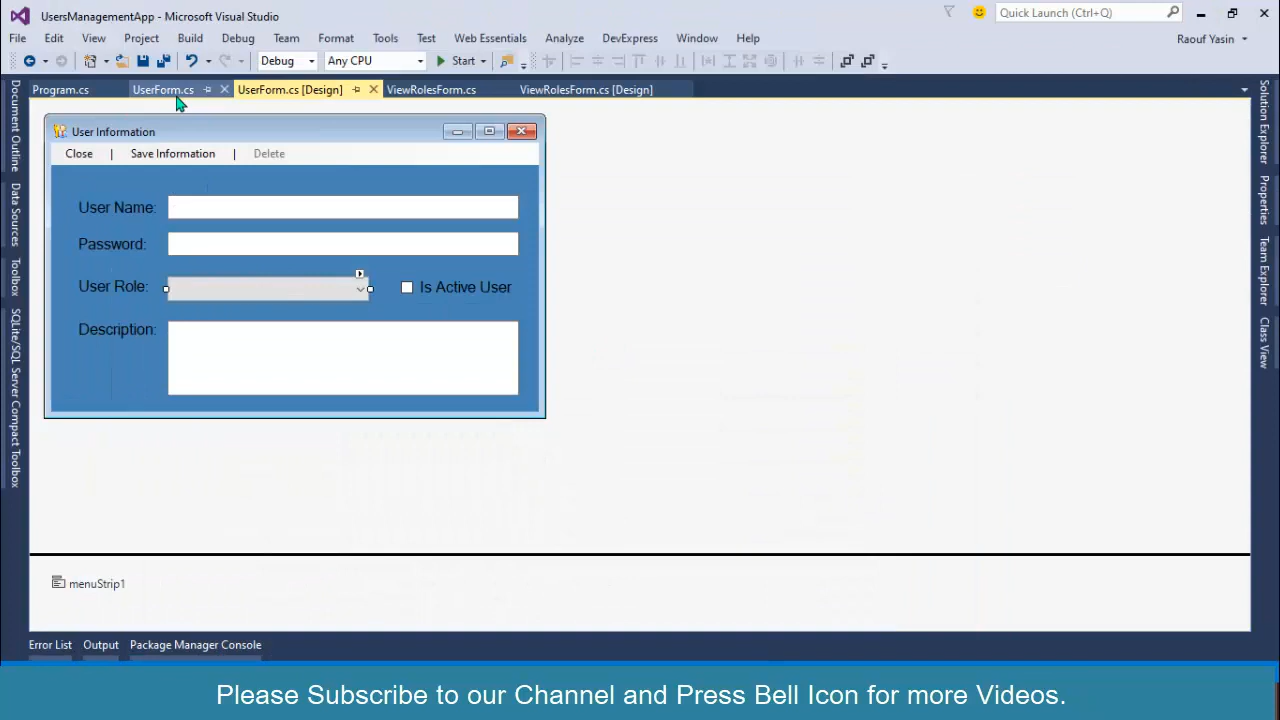 UsersManagementApp - Microsoft Visual Studio
Quick Launch (Ctrl+Q)
File Edit View Project Build Debug Team Format Tools Test Web Essentials Analyze DevExpress Window Help
Raouf Yasin
Debug Any CPU Start
Program.cs UserForm.cs UserForm.cs [Design] ViewRolesForm.cs ViewRolesForm.cs [Design]
Document Outline
Data Sources
Toolbox
SQLite/SQL Server Compact Toolbox
User Information
Close | Save Information | Delete
User Name:
Password:
User Role:
Is Active User
Description:
Solution Explorer
Properties
Team Explorer
Class View
menuStrip1
Error List Output Package Manager Console
Please Subscribe to our Channel and Press Bell Icon for more Videos.